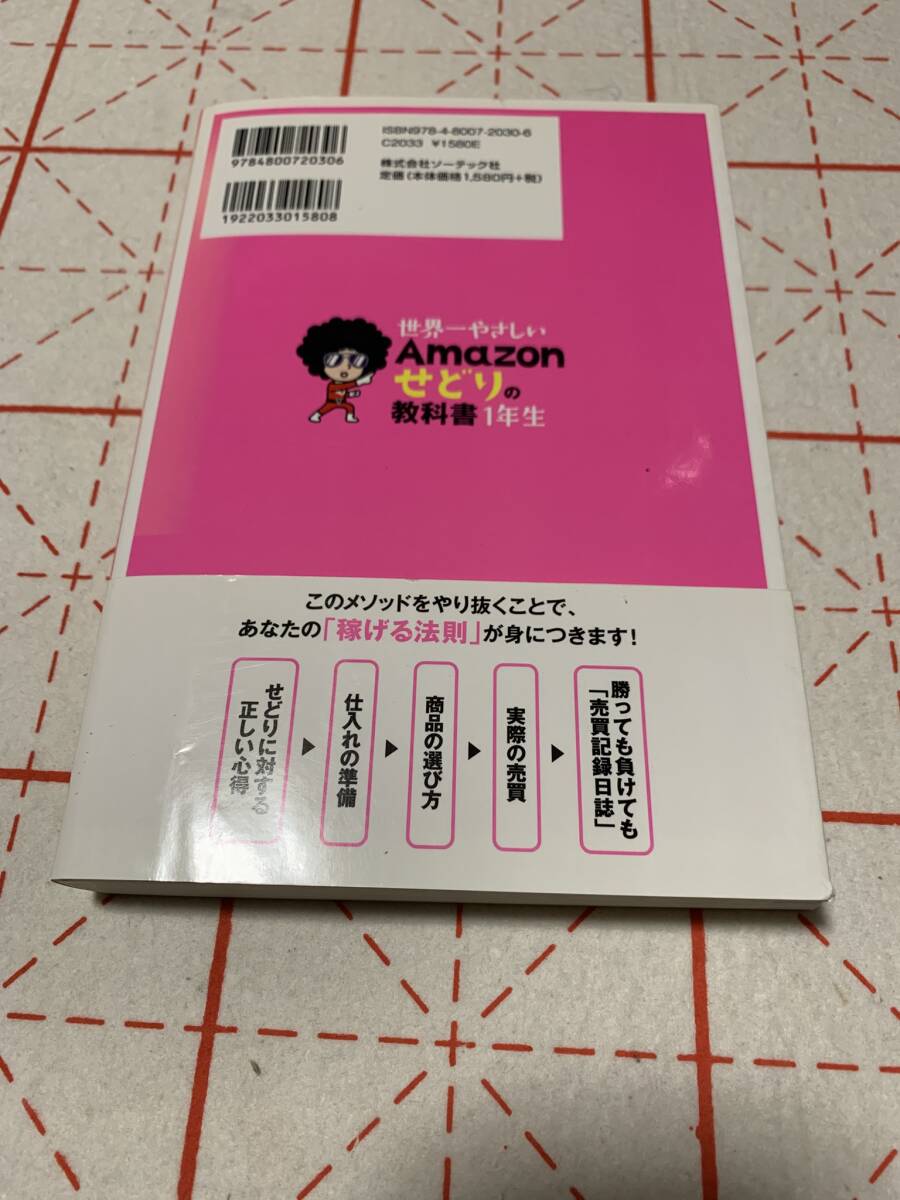 9784800720306
1922033015808
ISBN978-4-8007-2030-6
C2033 ¥1580E
株式会社ソーテック社
定価(本体価格1,580円+税)
世界一やさしい
Amazon
せどりの
教科書 1年生
このメソッドをやり抜くことで、
あなたの「稼げる法則」が身につきます!
せどりに対する
正しい心得
仕入れの準備
商品の選び方
実際の売買
勝っても負けても
「売買記録日誌」